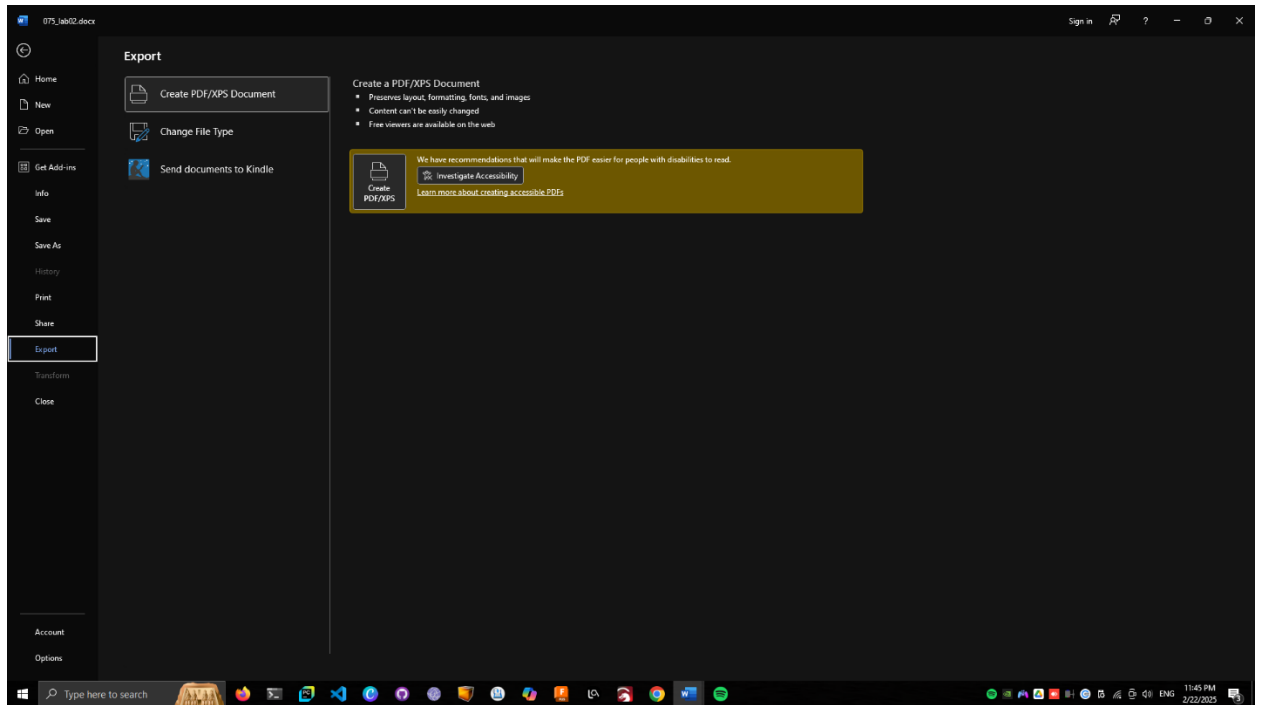 075_lab02.docx
Sign in
?
Home
New
Open
Get Add-ins
Info
Save
Save As
History
Print
Share
Export
Transform
Close
Account
Options
Export
Create PDF/XPS Document
Change File Type
Send documents to Kindle
Create a PDF/XPS Document
Preserves layout, formatting, fonts, and images
Content can't be easily changed
Free viewers are available on the web
Create
PDF/XPS
We have recommendations that will make the PDF easier for people with disabilities to read.
Investigate Accessibility
Learn more about creating accessible PDFs
Type here to search
ENG
11:45 PM
2/22/2025